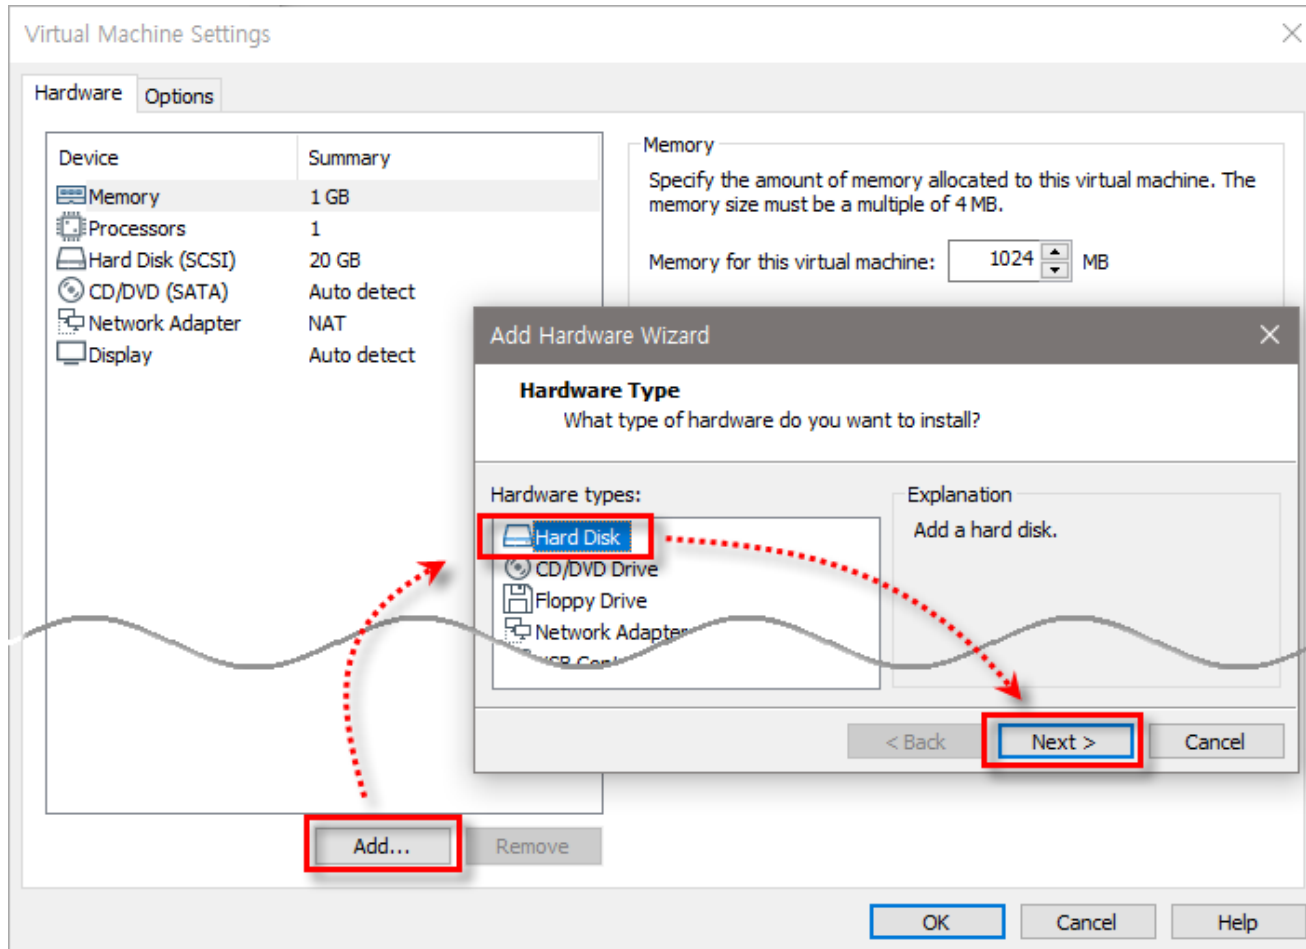 Virtual Machine Settings
Hardware
Options
Device Summary
Memory 1 GB
Processors 1
Hard Disk (SCSI) 20 GB
CD/DVD (SATA) Auto detect
Network Adapter NAT
Display Auto detect
Memory
Specify the amount of memory allocated to this virtual machine. The
memory size must be a multiple of 4 MB.
Memory for this virtual machine: 1024 MB
Add Hardware Wizard
Hardware Type
What type of hardware do you want to install?
Hardware types:
Hard Disk
CD/DVD Drive
Floppy Drive
Network Adapter
Explanation
Add a hard disk.
< Back Next > Cancel
Add... Remove
OK Cancel Help